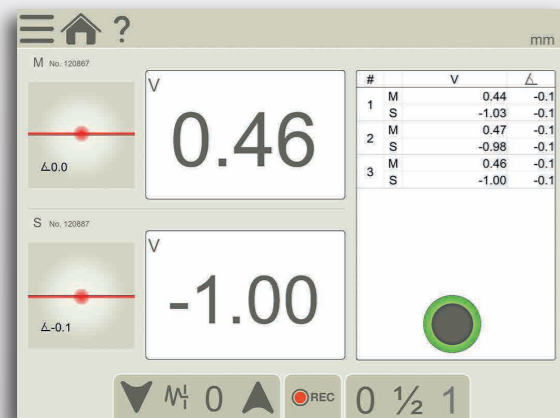 ?
mm
M No. 120867
V
0.46
∡0.0
S No. 120887
V
-1.00
∡-0.1
# V ∡
1 M 0.44 -0.1
S -1.03 -0.1
2 M 0.47 -0.1
S -0.98 -0.1
3 M 0.46 -0.1
S -1.00 -0.1
0 REC 0 ½ 1